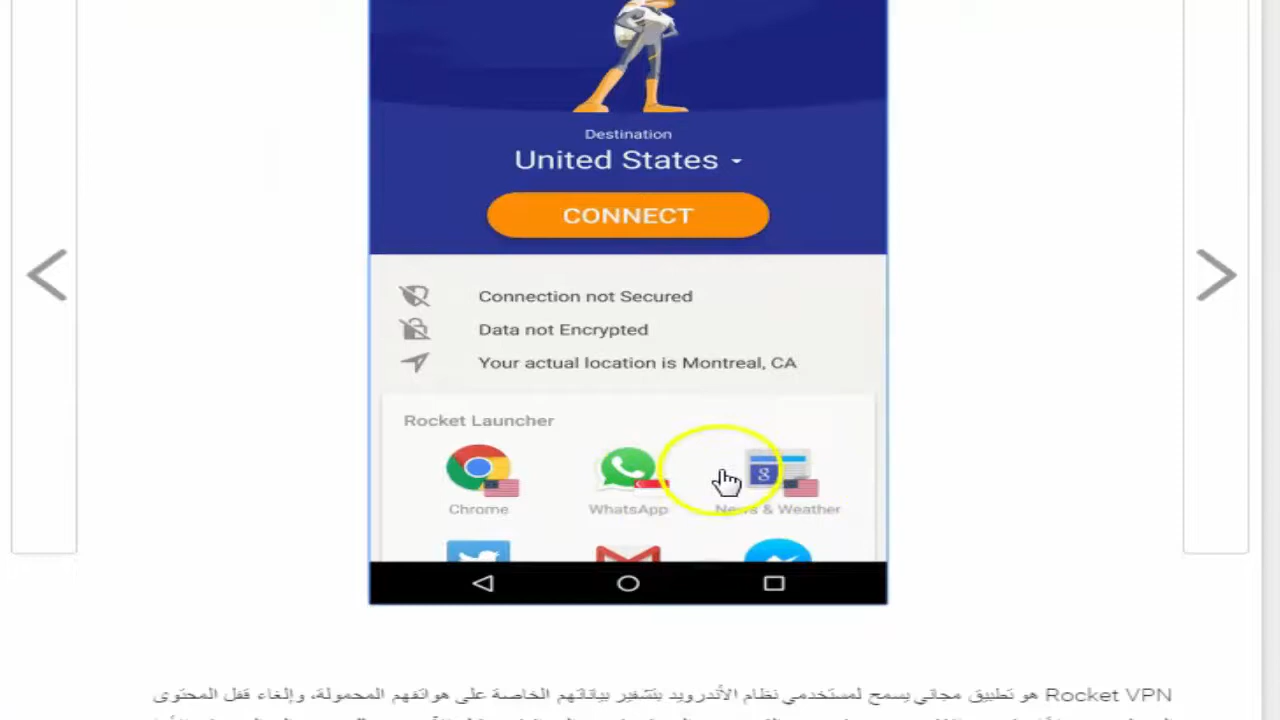 Destination
United States
CONNECT
Connection not Secured
Data not Encrypted
Your actual location is Montreal, CA
Rocket Launcher
Chrome
WhatsApp
News & Weather
Rocket VPN هو تطبيق مجاني يسمح لمستخدمي نظام الأندرويد بتشفير بياناتهم الخاصة على هواتفهم المحمولة، وإلغاء قفل المحتوى